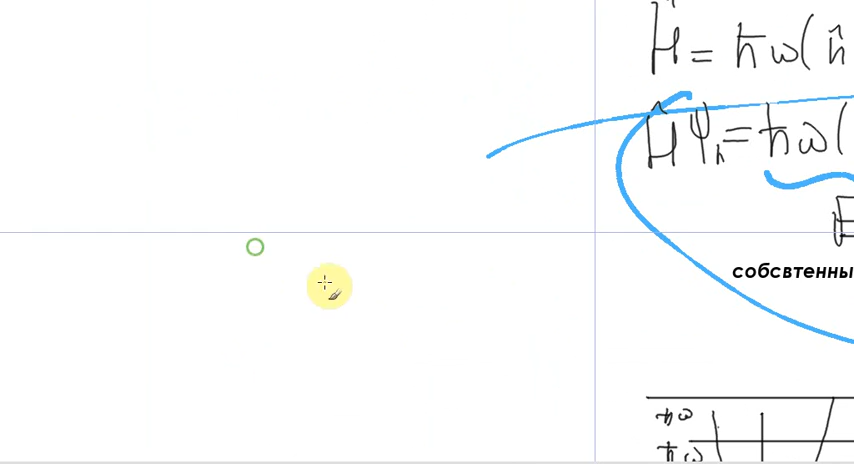 Ĥ = ħω( n̂
Ĥψₙ = ħω(
E
собсвтенны
ħω
ħω